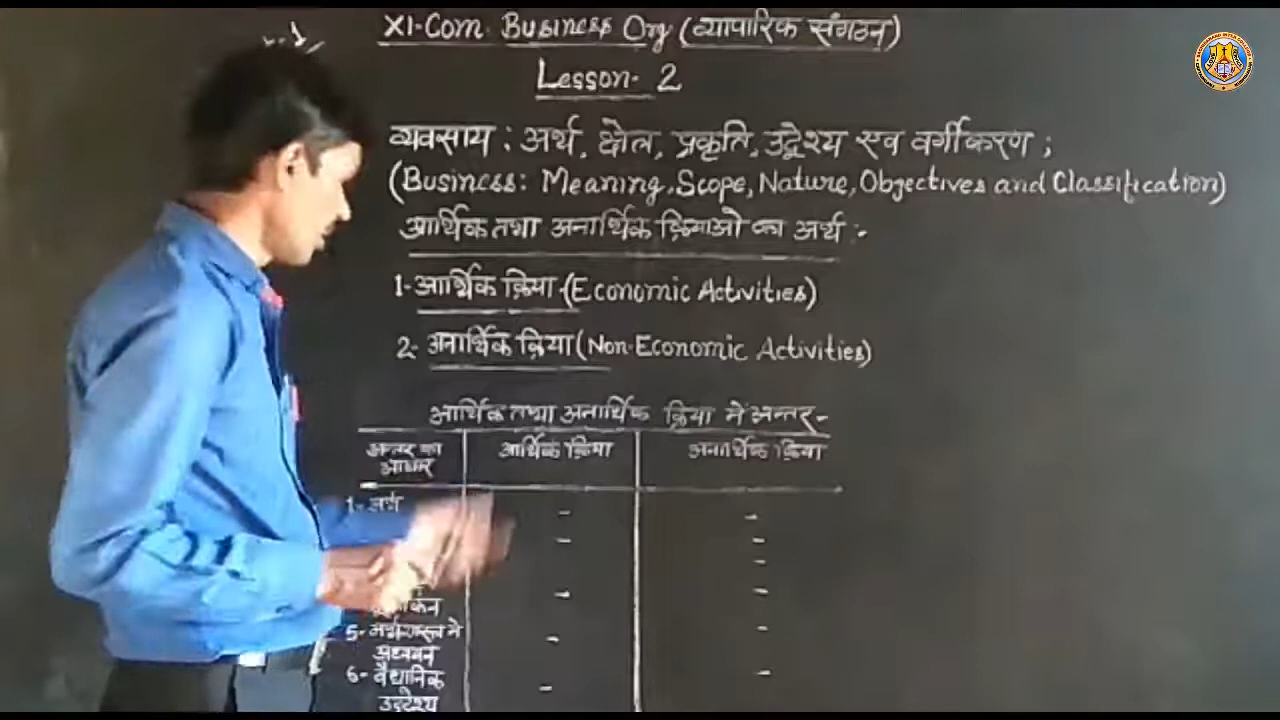 XI-Com. Business Org (व्यापारिक संगठन)
Lesson- 2
व्यवसाय : अर्थ, क्षेत्र, प्रकृति, उद्देश्य एव वर्गीकरण ;
(Business: Meaning, Scope, Nature, Objectives and Classification)
आर्थिक तथा अनार्थिक क्रियाओ का अर्थ :-
1- आर्थिक क्रिया-(Economic Activities)
2- अनार्थिक क्रिया (Non-Economic Activities)
आर्थिक तथा अनार्थिक क्रिया मे अन्तर-
अन्तर का आधार
आर्थिक क्रिया
अनार्थिक क्रिया
1- अर्थ
5- अर्थशास्त्र मे
अध्ययन
6- वैधानिक
उद्देश्य